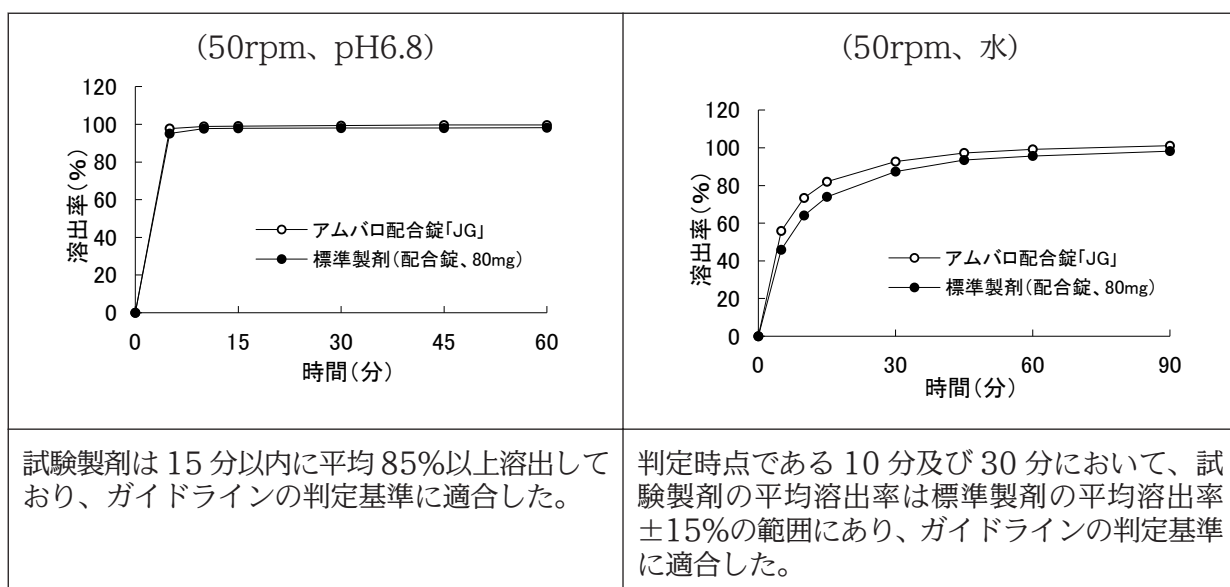 (50rpm、pH6.8)
120
100
80
60
40
20
0
溶出率(%)
アムバロ配合錠「JG」
標準製剤(配合錠、80mg)
0 15 30 45 60
時間(分)
試験製剤は 15 分以内に平均 85%以上溶出して
おり、ガイドラインの判定基準に適合した。
(50rpm、水)
120
100
80
60
40
20
0
溶出率(%)
アムバロ配合錠「JG」
標準製剤(配合錠、80mg)
0 30 60 90
時間(分)
判定時点である 10 分及び 30 分において、試
験製剤の平均溶出率は標準製剤の平均溶出率
±15%の範囲にあり、ガイドラインの判定基準
に適合した。